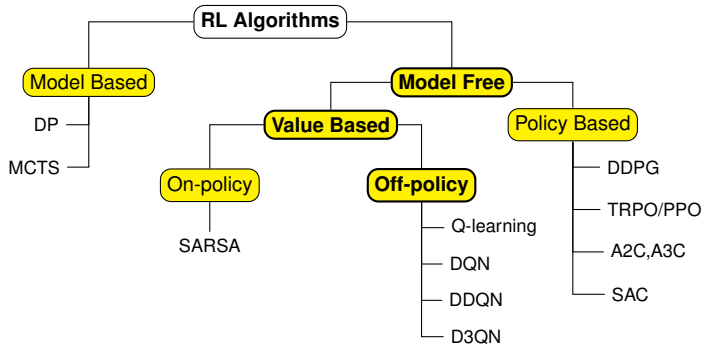 RL Algorithms
Model Based
DP
MCTS
Model Free
Value Based
On-policy
SARSA
Off-policy
Q-learning
DQN
DDQN
D3QN
Policy Based
DDPG
TRPO/PPO
A2C,A3C
SAC